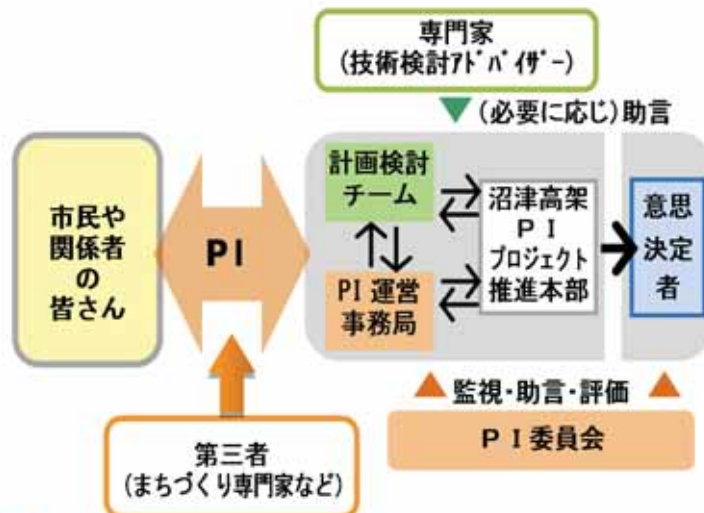 専門家
(技術検討ｱﾄﾞﾊﾞｲｻﾞｰ)
(必要に応じ)助言
市民や
関係者
の
皆さん
PI
計画検討
チーム
PI 運営
事務局
沼津高架
ＰＩ
プロジェクト
推進本部
意思
決定
者
監視･助言･評価
ＰＩ委員会
第三者
(まちづくり専門家など)